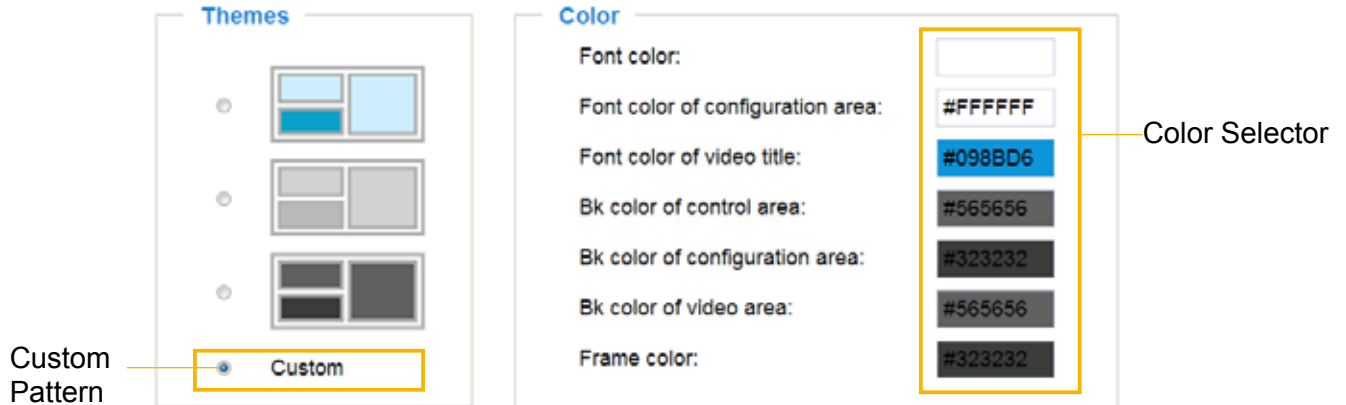 Themes
Custom
Color
Font color:
Font color of configuration area: #FFFFFF
Font color of video title: #098BD6
Bk color of control area: #565656
Bk color of configuration area: #323232
Bk color of video area: #565656
Frame color: #323232
Custom
Pattern
Color Selector